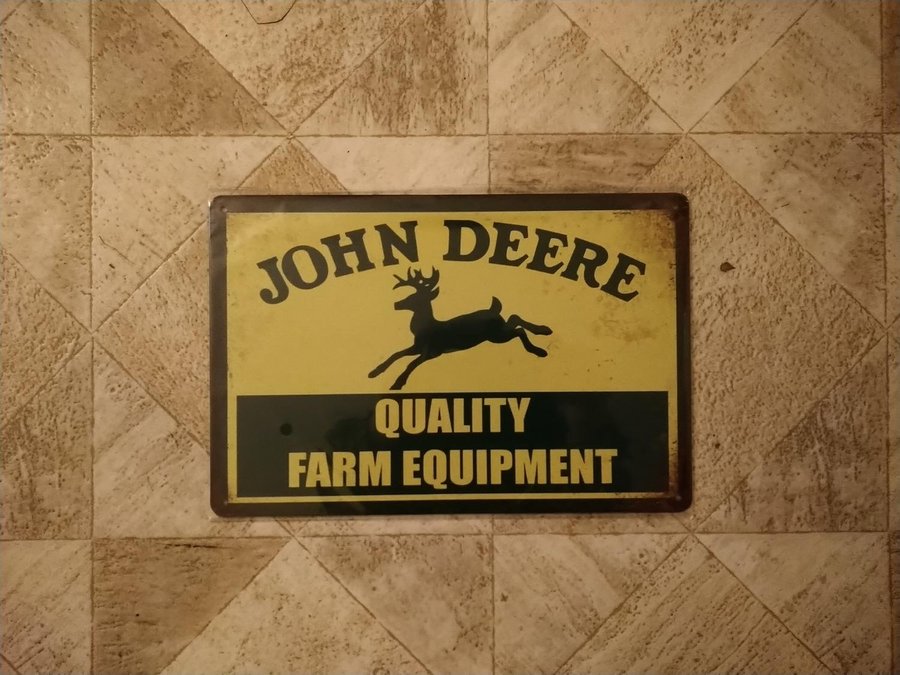 JOHN DEERE
QUALITY
FARM EQUIPMENT